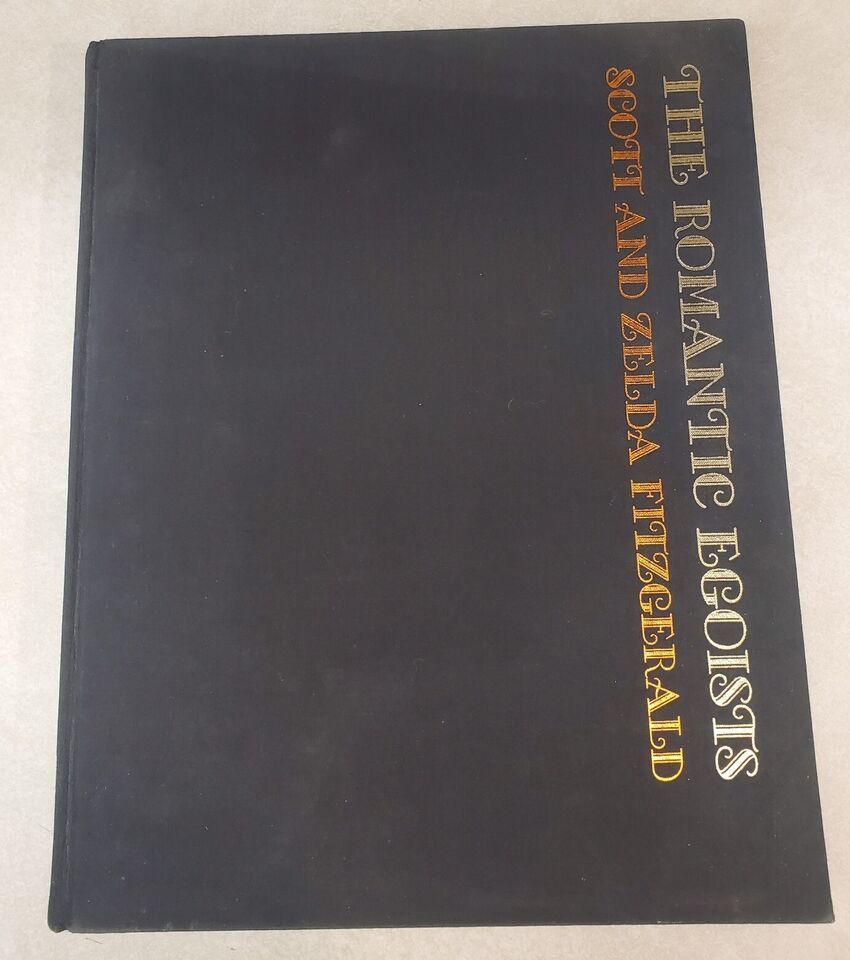 THE ROMANTIC EGOISTS
SCOTT AND ZELDA FITZGERALD